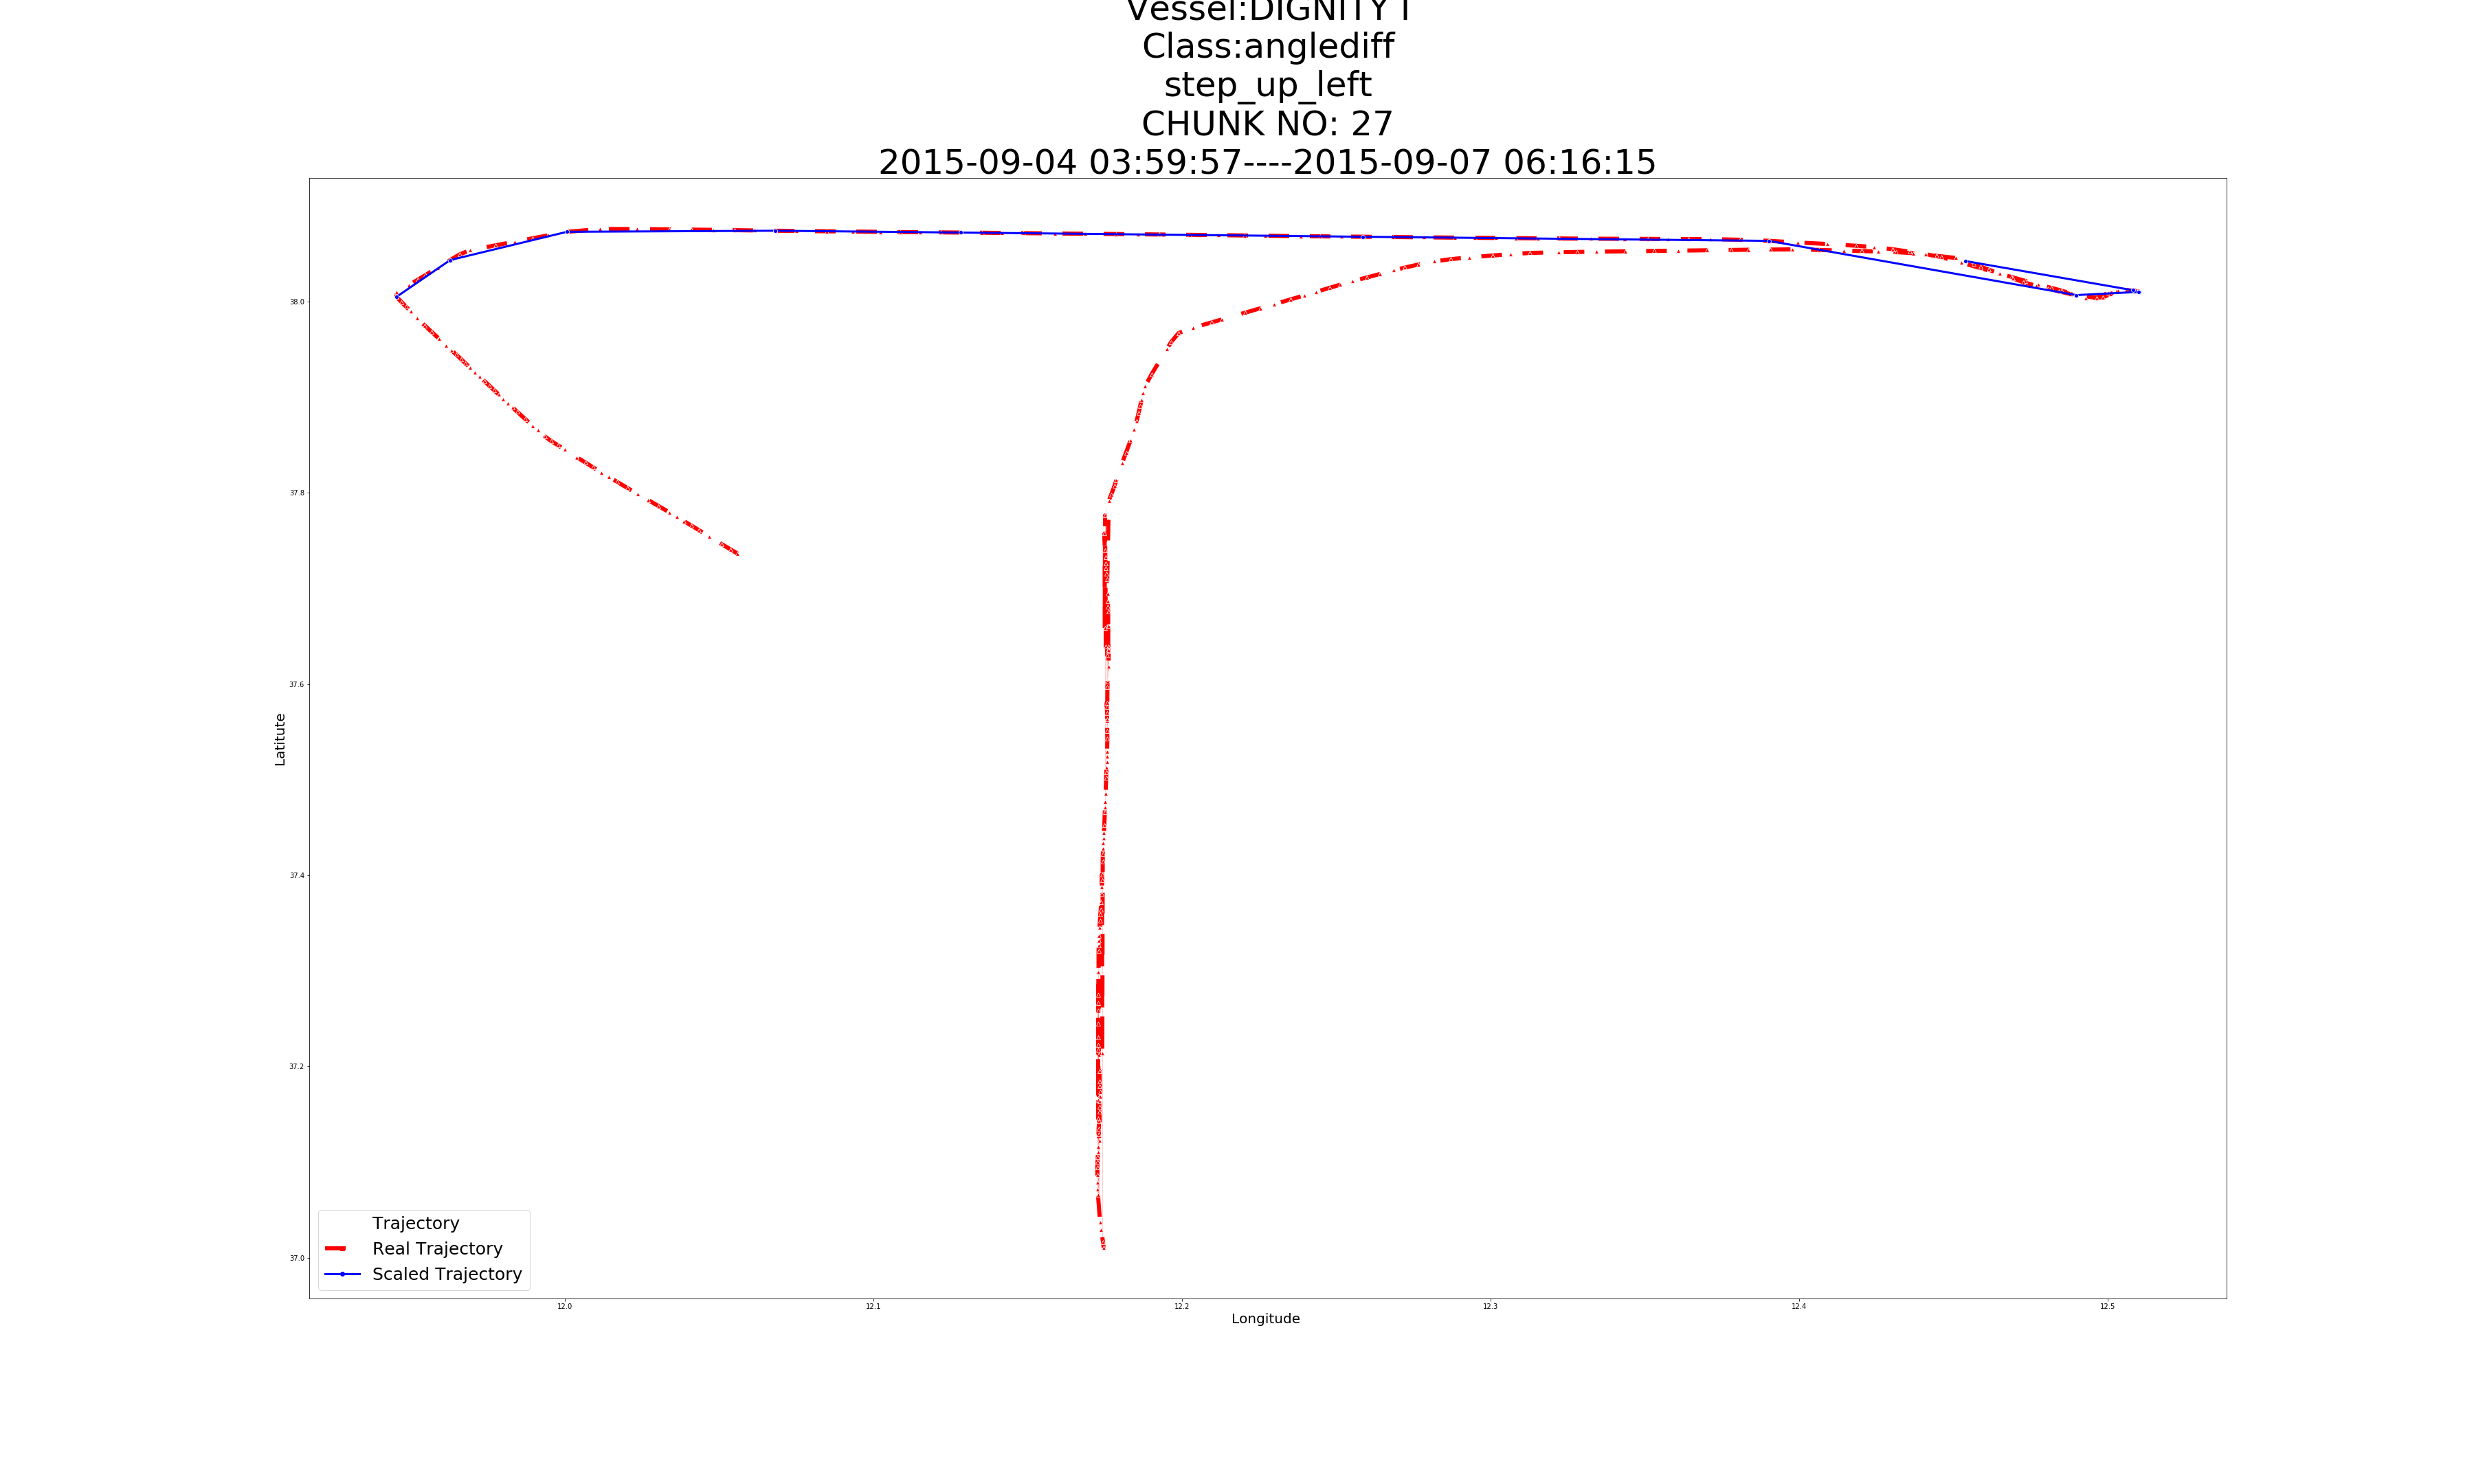 Vessel:DIGNITY I
Class:anglediff
step_up_left
CHUNK NO: 27
2015-09-04 03:59:57----2015-09-07 06:16:15
38.0
37.8
37.6
37.4
37.2
37.0
Latitute
Trajectory
Real Trajectory
Scaled Trajectory
12.0
12.1
12.2
12.3
12.4
12.5
Longitude